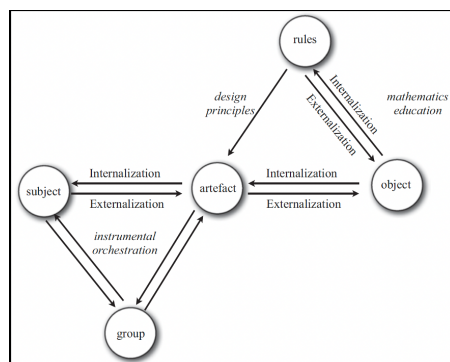 rules
design
principles
Internalization
Externalization
mathematics
education
Internalization
Externalization
Internalization
Externalization
subject
artefact
object
instrumental
orchestration
group